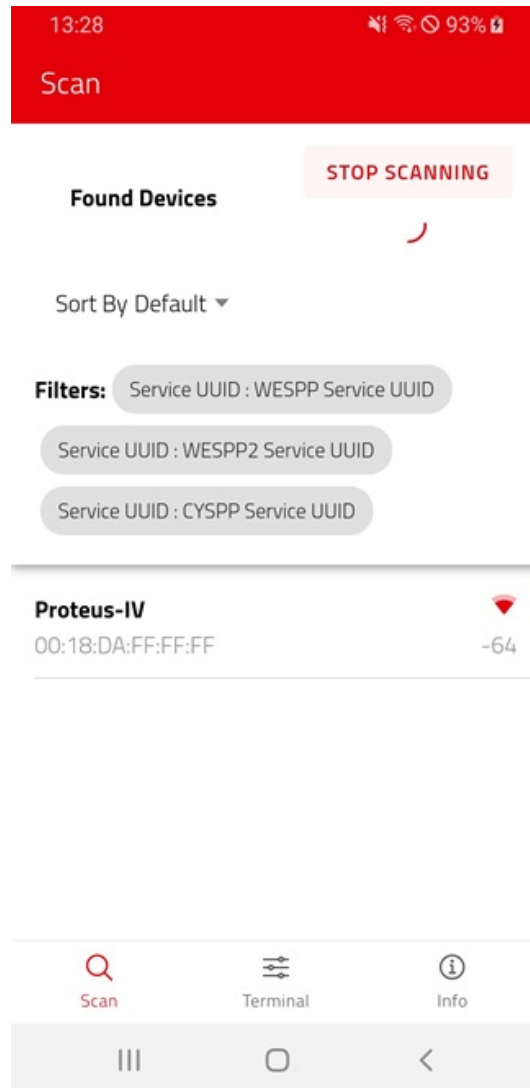 13:28
93%
Scan
STOP SCANNING
Found Devices
Sort By Default
Filters: Service UUID : WESPP Service UUID
Service UUID : WESPP2 Service UUID
Service UUID : CYSPP Service UUID
Proteus-IV
00:18:DA:FF:FF:FF
-64
Scan
Terminal
Info